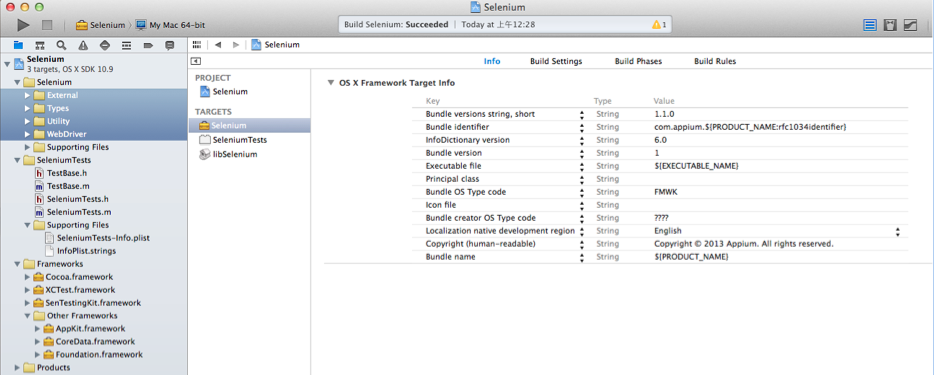 Selenium
Selenium
My Mac 64-bit
Build Selenium: Succeeded | Today at 上午12:28
1
Selenium
Selenium
3 targets, OS X SDK 10.9
Selenium
External
Types
Utility
WebDriver
Supporting Files
SeleniumTests
TestBase.h
TestBase.m
SeleniumTests.h
SeleniumTests.m
Supporting Files
SeleniumTests-Info.plist
InfoPlist.strings
Frameworks
Cocoa.framework
XCTest.framework
SenTestingKit.framework
Other Frameworks
AppKit.framework
CoreData.framework
Foundation.framework
Products
PROJECT
Selenium
TARGETS
Selenium
SeleniumTests
libSelenium
Info Build Settings Build Phases Build Rules
OS X Framework Target Info
Key Type Value
Bundle versions string, short String 1.1.0
Bundle identifier String com.appium.${PRODUCT_NAME:rfc1034identifier}
InfoDictionary version String 6.0
Bundle version String 1
Executable file String ${EXECUTABLE_NAME}
Principal class String
Bundle OS Type code String FMWK
Icon file String
Bundle creator OS Type code String ????
Localization native development region String English
Copyright (human-readable) String Copyright © 2013 Appium. All rights reserved.
Bundle name String ${PRODUCT_NAME}